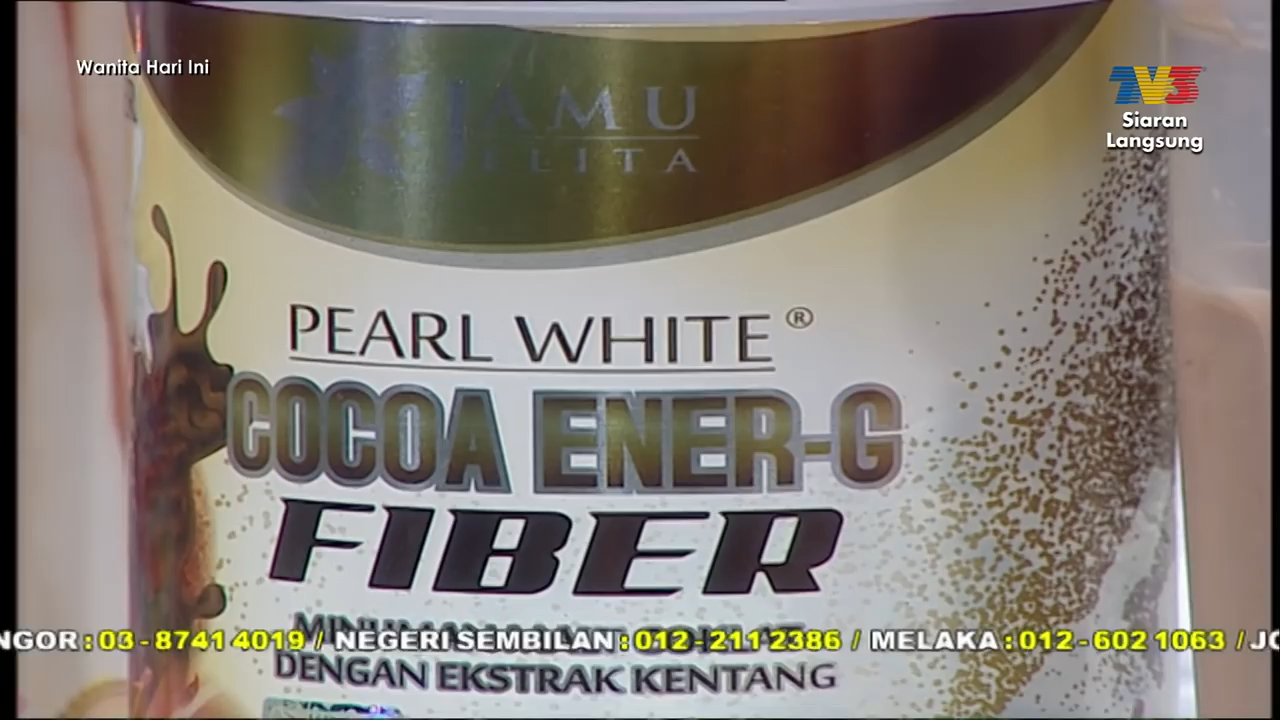 Wanita Hari Ini
TV3
Siaran
Langsung
PEARL WHITE®
COCOA ENER-G
FIBER
NGOR : 03 - 8741 4019 / NEGERI SEMBILAN : 012 - 211 2386 / MELAKA : 012 - 602 1063 / JO
DENGAN EKSTRAK KENTANG